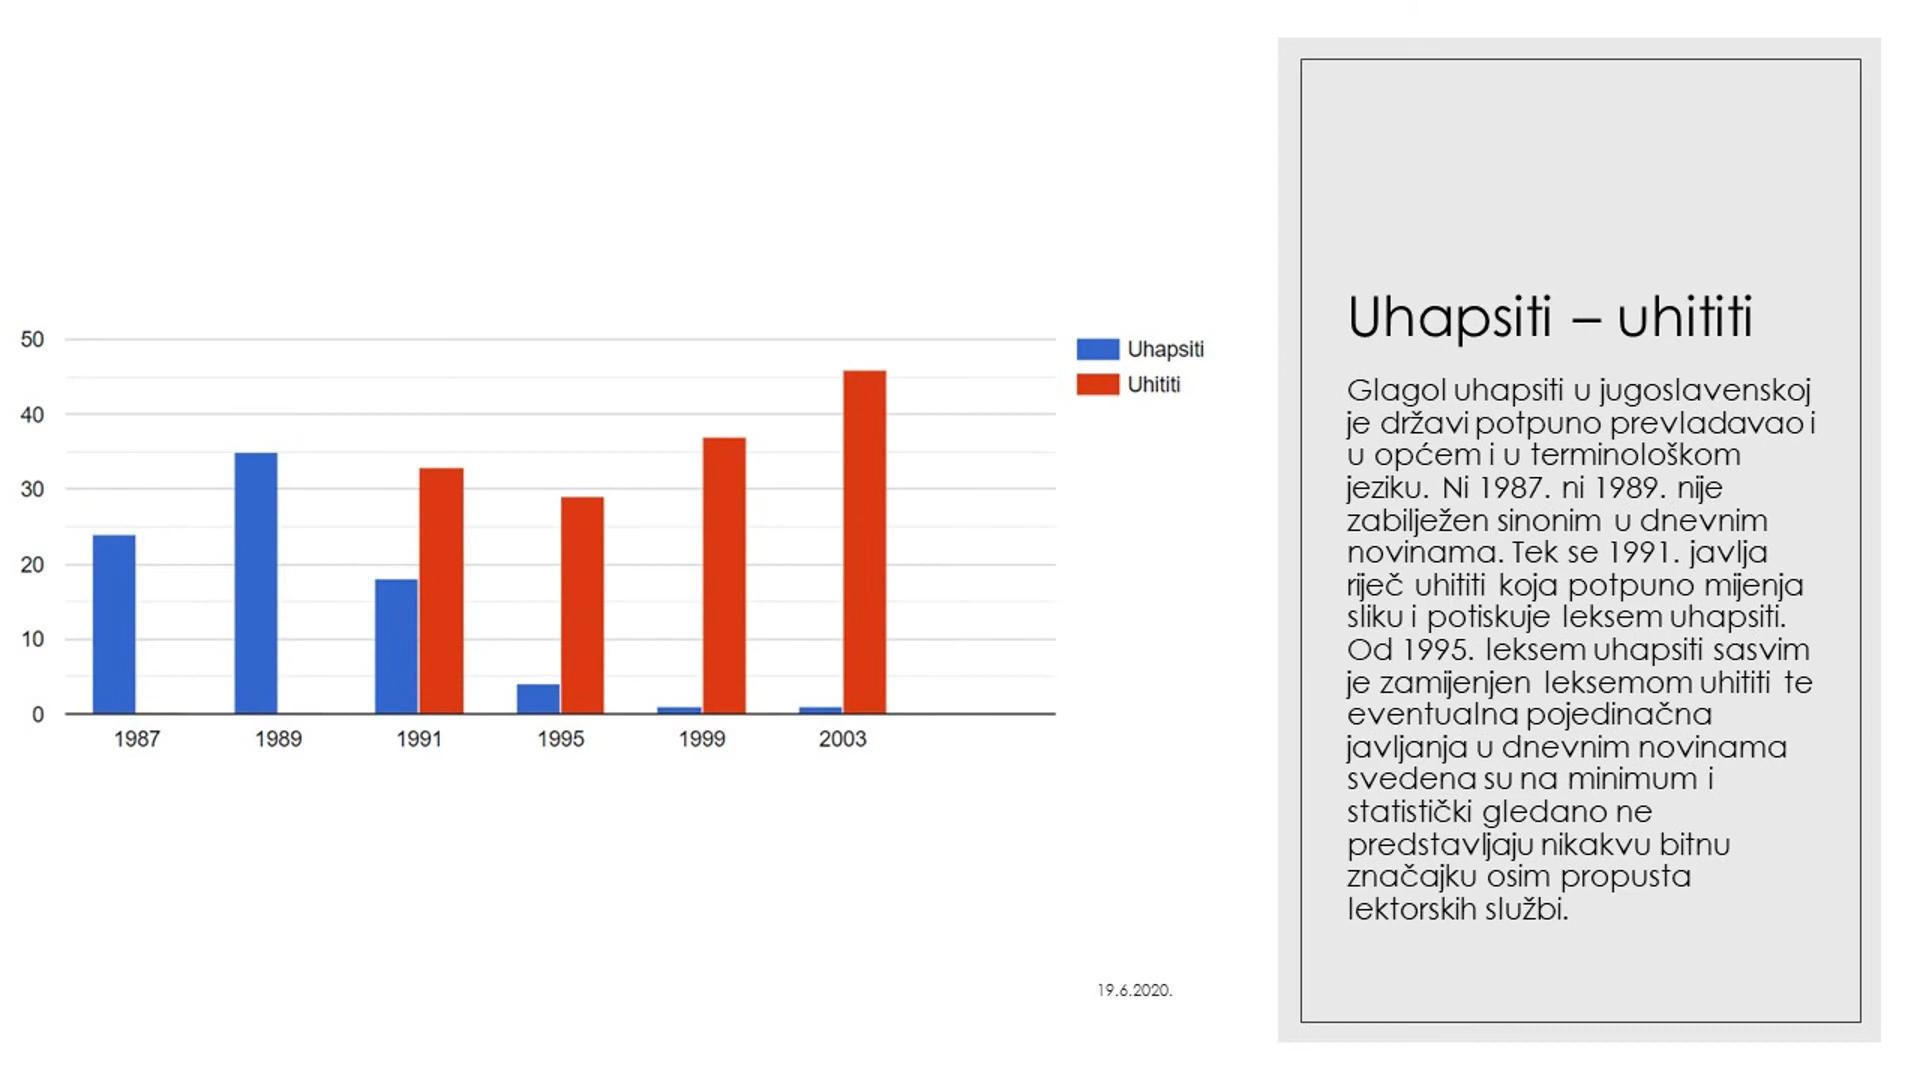 50
40
30
20
10
0
1987
1989
1991
1995
1999
2003
Uhapsiti
Uhititi
19.6.2020.
Uhapsiti – uhititi
Glagol uhapsiti u jugoslavenskoj
je državi potpuno prevladavao i
u općem i u terminološkom
jeziku. Ni 1987. ni 1989. nije
zabilježen sinonim u dnevnim
novinama. Tek se 1991. javlja
riječ uhititi koja potpuno mijenja
sliku i potiskuje leksem uhapsiti.
Od 1995. leksem uhapsiti sasvim
je zamijenjen leksemom uhititi te
eventualna pojedinačna
javljanja u dnevnim novinama
svedena su na minimum i
statistički gledano ne
predstavljaju nikakvu bitnu
značajku osim propusta
lektorskih službi.